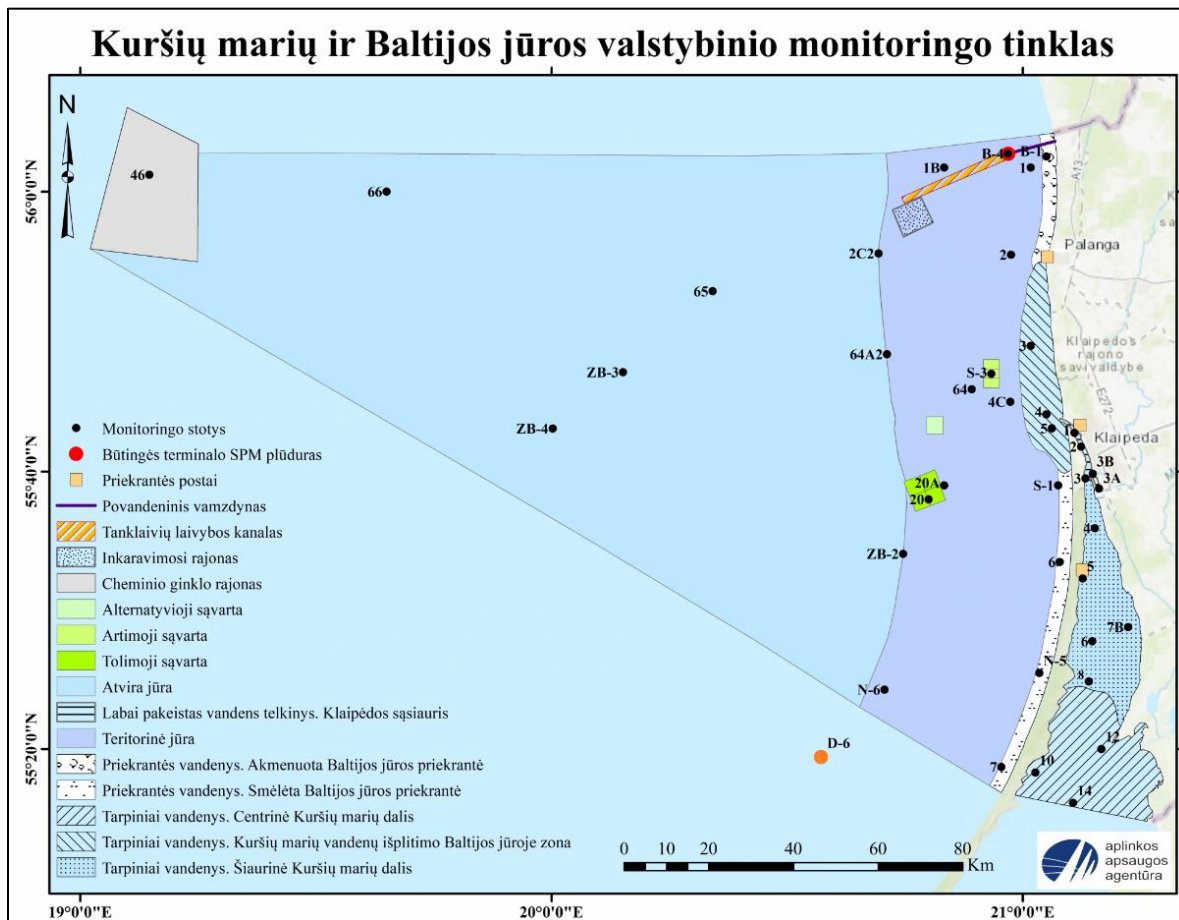 Kuršių marių ir Baltijos jūros valstybinio monitoringo tinklas
N
46
66
1B
B-4
B-1
1
56°0'0"N
2C2
2
Palanga
A13
65
64A2
3
Klaipėdos
rajono
savivaldybė
S-3
ZB-3
64
4C
E272
4
ZB-4
5
1
Klaipeda
2
3B
3
3A
55°40'0"N
20A
S-1
20
4
ZB-2
6
5
7B
6
N-5
8
N-6
55°20'0"N
D-6
12
7
10
14
Monitoringo stotys
Būtingės terminalo SPM plūduras
Priekrantės postai
Povandeninis vamzdynas
Tanklaivių laivybos kanalas
Inkaravimosi rajonas
Cheminio ginklo rajonas
Alternatyvioji sąvarta
Artimoji sąvarta
Tolimoji sąvarta
Atvira jūra
Labai pakeistas vandens telkinys. Klaipėdos sąsiauris
Teritorinė jūra
Priekrantės vandenys. Akmenuota Baltijos jūros priekrantė
Priekrantės vandenys. Smėlėta Baltijos jūros priekrantė
Tarpiniai vandenys. Centrinė Kuršių marių dalis
Tarpiniai vandenys. Kuršių marių vandenų išplitimo Baltijos jūroje zona
Tarpiniai vandenys. Šiaurinė Kuršių marių dalis
0 5 10 20 40 60 80
Km
aplinkos
apsaugos
agentūra
19°0'0"E 20°0'0"E 21°0'0"E